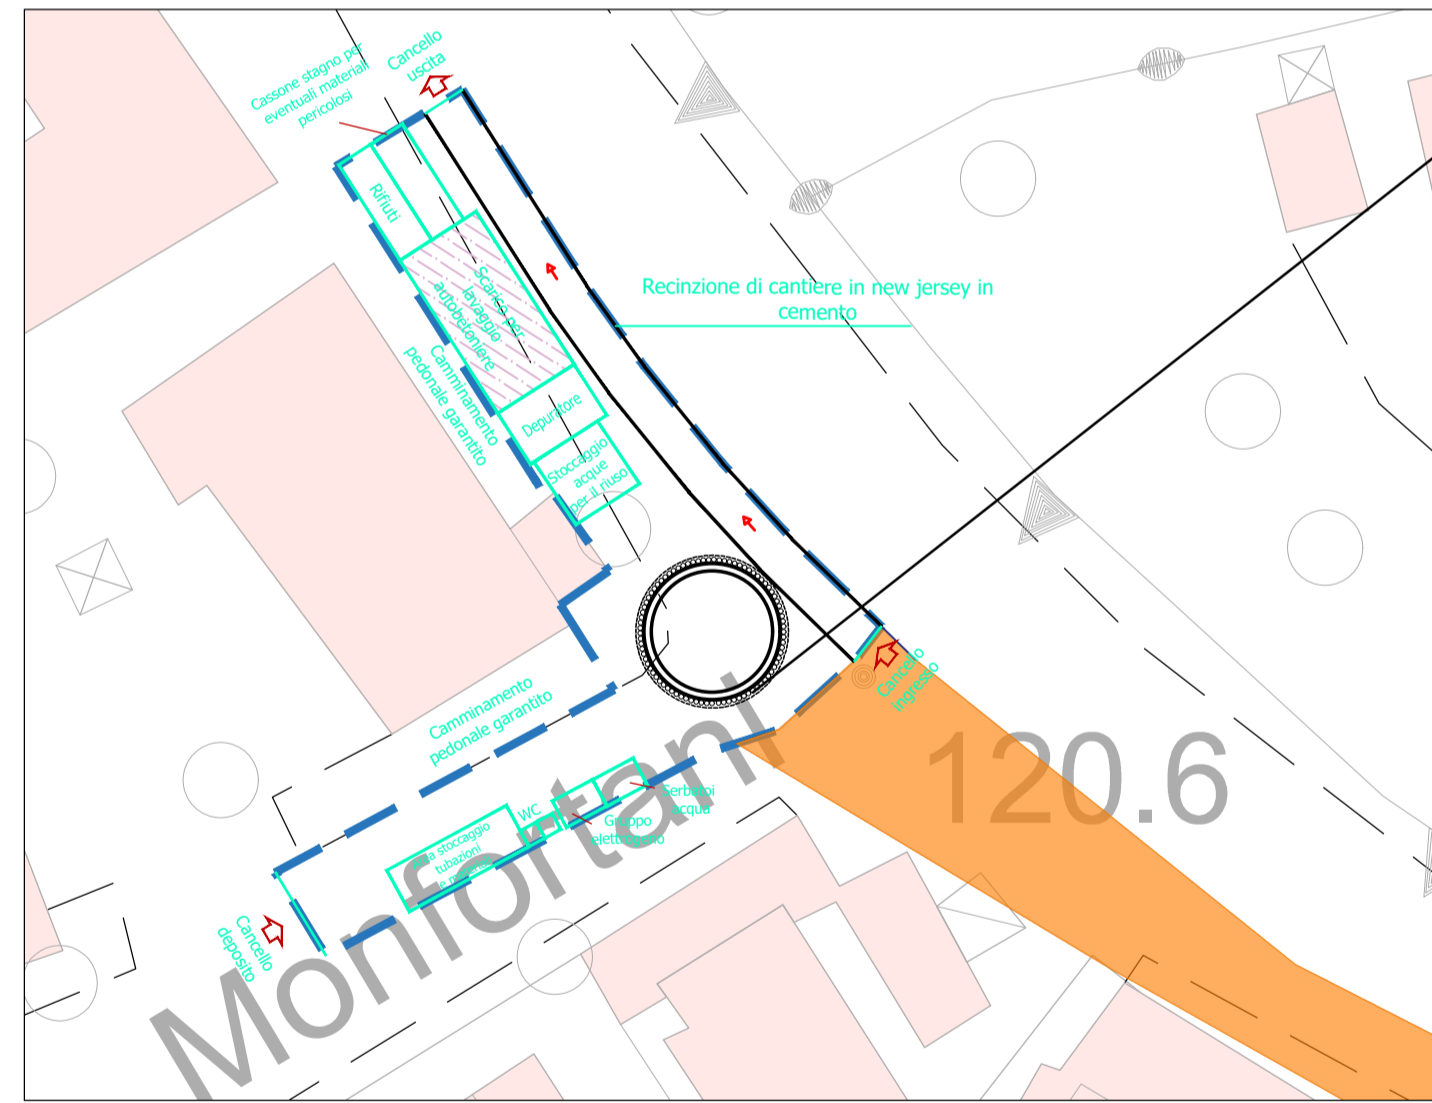 Cancello
uscita
Cassone stagno per
eventuali materiali
pericolosi
Rifiuti
Scarico per
lavaggio
autobetoniere
Recinzione di cantiere in new jersey in
cemento
Camminamento
pedonale garantito
Depuratore
Stoccaggio
acque
per il riuso
Cancello
ingresso
Camminamento
pedonale garantito
120.6
Monfortani
Serbatoi
acqua
WC
Gruppo
elettrogeno
stoccaggio
tubazioni
e
Cancello
deposito